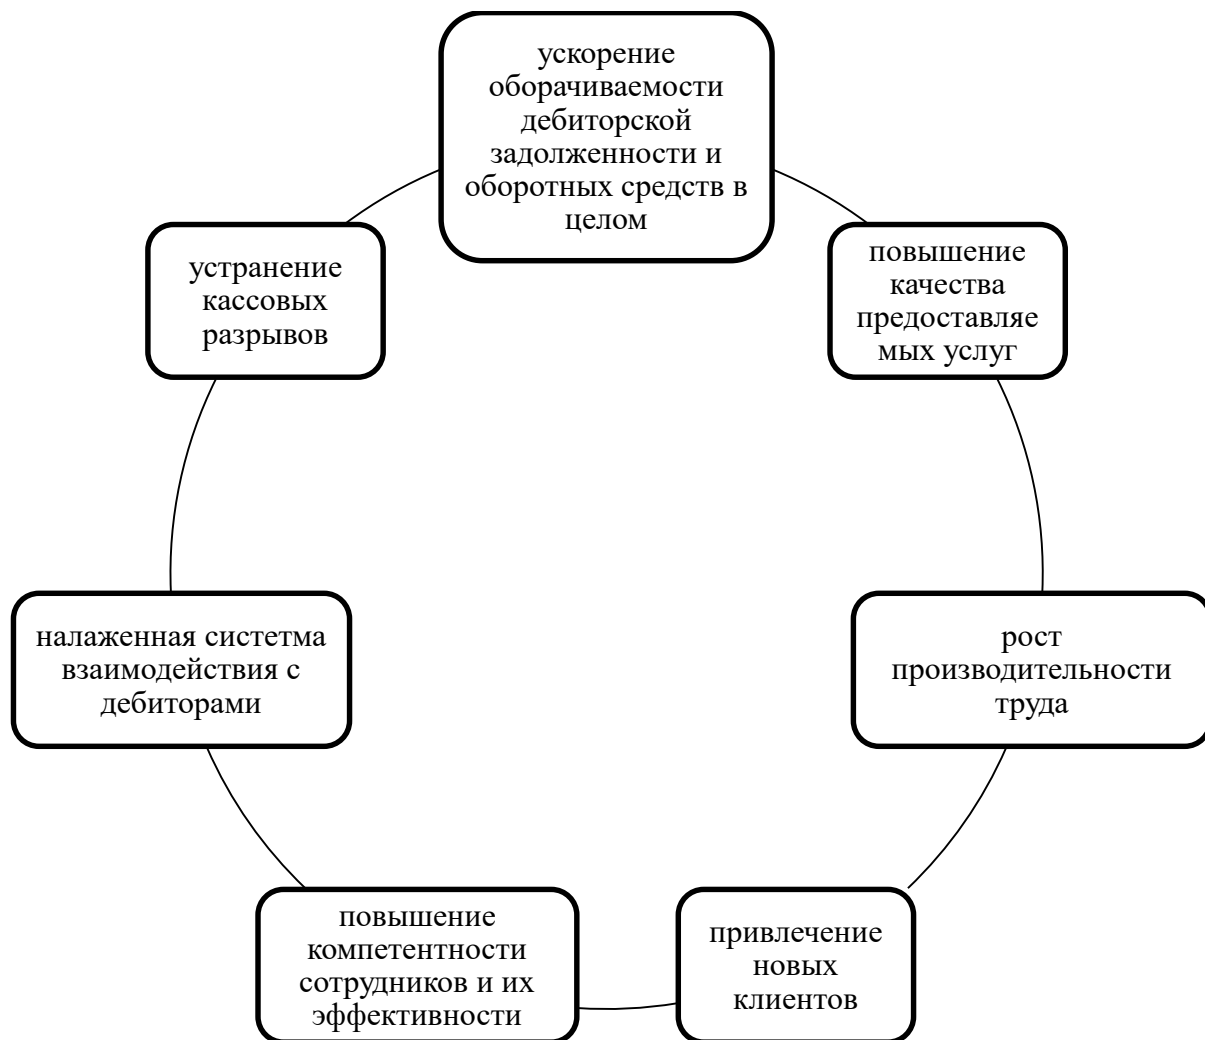 ускорение
оборачиваемости
дебиторской
задолженности и
оборотных средств в
целом
повышение
качества
предоставляе
мых услуг
рост
производительности
труда
привлечение
новых
клиентов
повышение
компетентности
сотрудников и их
эффективности
налаженная систетма
взаимодействия с
дебиторами
устранение
кассовых
разрывов